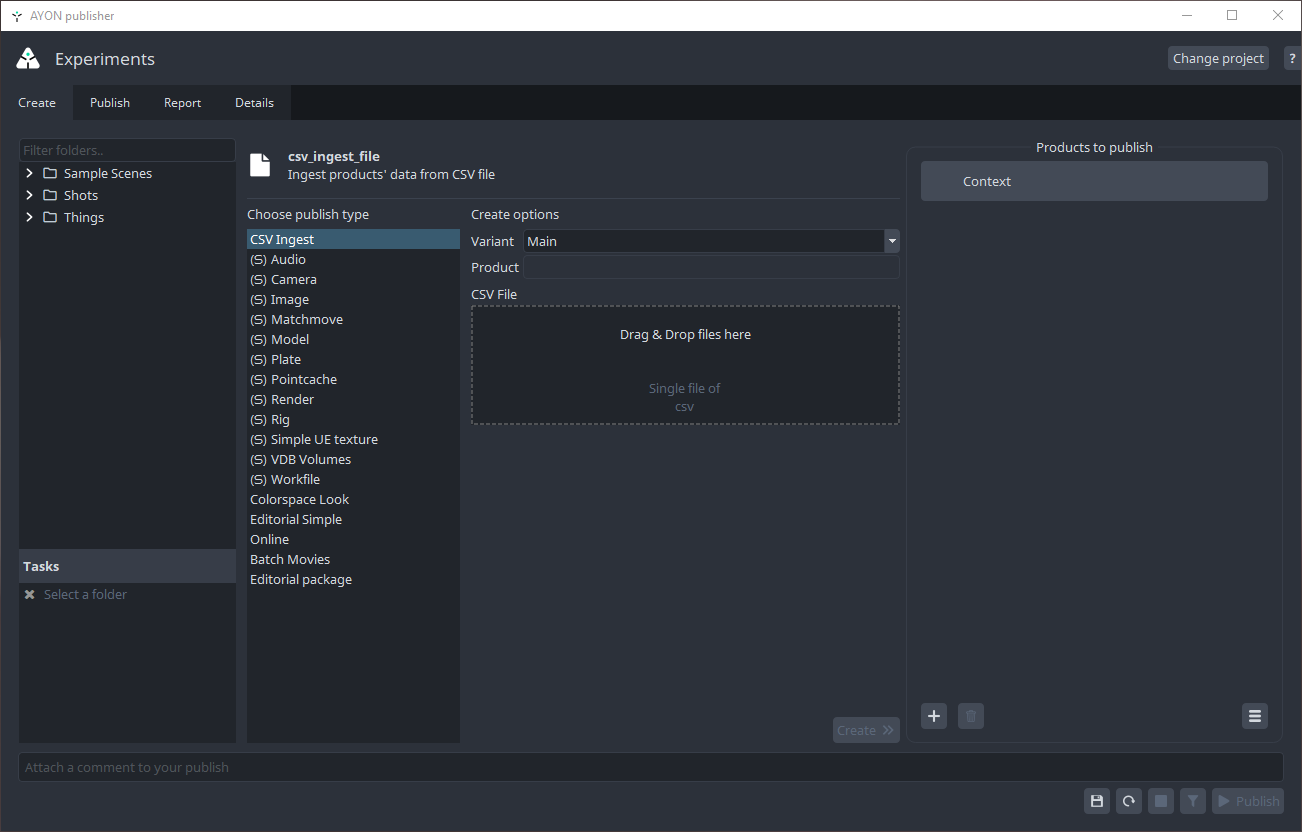 AYON publisher
Experiments
Change project
?
Create
Publish
Report
Details
Filter folders..
Sample Scenes
Shots
Things
Tasks
Select a folder
csv_ingest_file
Ingest products' data from CSV file
Choose publish type
CSV Ingest
(S) Audio
(S) Camera
(S) Image
(S) Matchmove
(S) Model
(S) Plate
(S) Pointcache
(S) Render
(S) Rig
(S) Simple UE texture
(S) VDB Volumes
(S) Workfile
Colorspace Look
Editorial Simple
Online
Batch Movies
Editorial package
Create options
Variant Main
Product
CSV File
Drag & Drop files here
Single file of
csv
Create
Products to publish
Context
Attach a comment to your publish
Publish